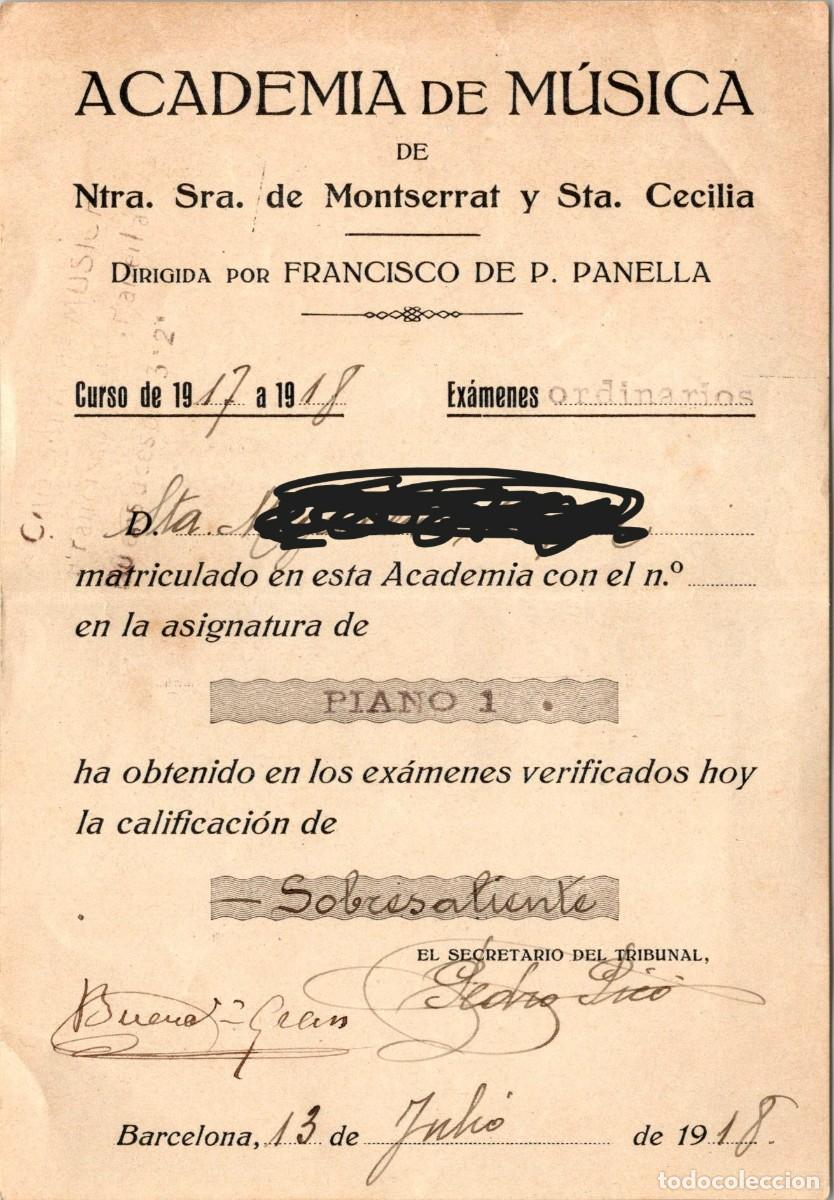 ACADEMIA DE MÚSICA
DE
Ntra. Sra. de Montserrat y Sta. Cecilia
DIRIGIDA POR FRANCISCO DE P. PANELLA
Curso de 1917 a 1918 Exámenes ordinarios
D. Sta.
matriculado en esta Academia con el n.º
en la asignatura de
PIANO 1.
ha obtenido en los exámenes verificados hoy
la calificación de
— Sobresaliente
EL SECRETARIO DEL TRIBUNAL,
Pedro Picó
Barcelona, 13 de Julio de 1918.
todocoleccion